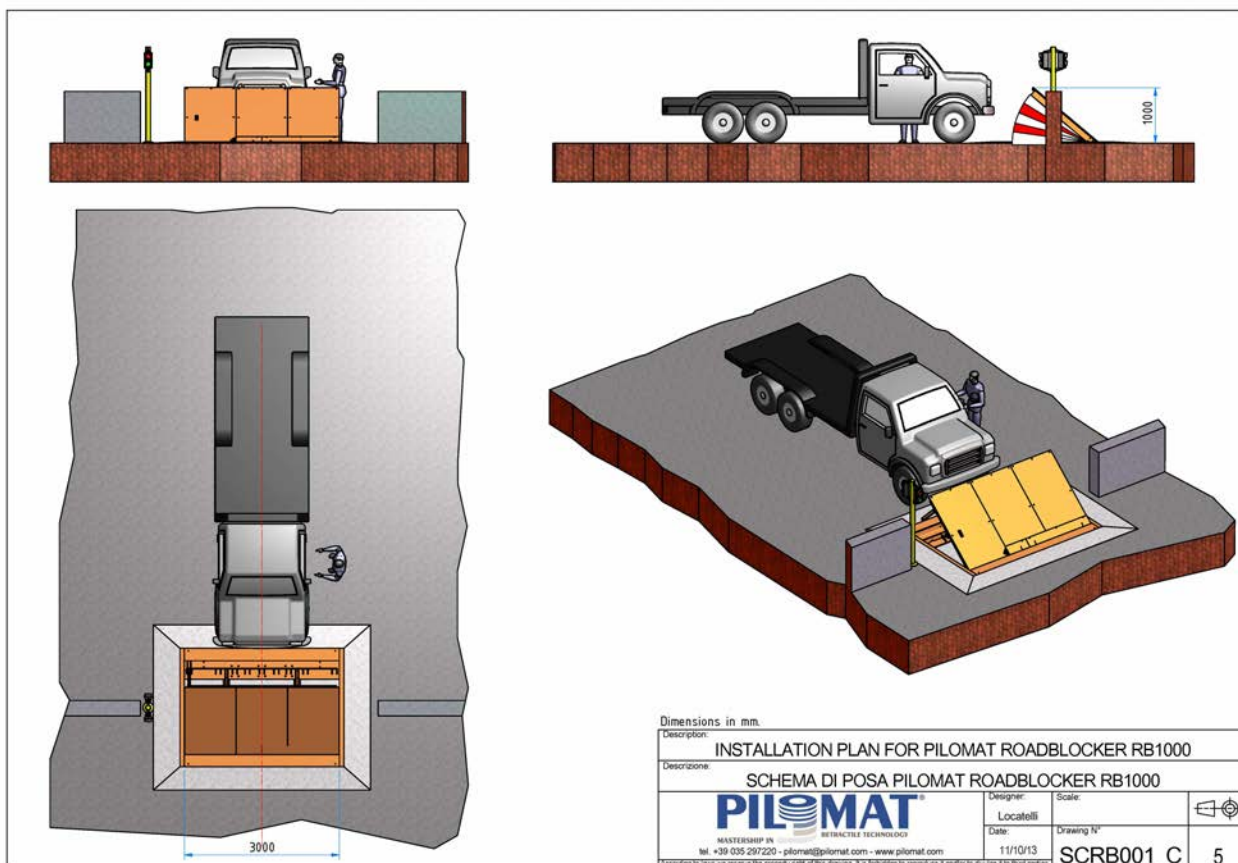 1000
3000
Dimensions in mm.
Description:
INSTALLATION PLAN FOR PILOMAT ROADBLOCKER RB1000
Descrizione:
SCHEMA DI POSA PILOMAT ROADBLOCKER RB1000
PILOMAT®
MASTERSHIP IN RETRACTILE TECHNOLOGY
tel. +39 035 297220 - pilomat@pilomat.com - www.pilomat.com
Designer:
Locatelli
Scale:
Date:
11/10/13
Drawing N°
SCRB001_C
5